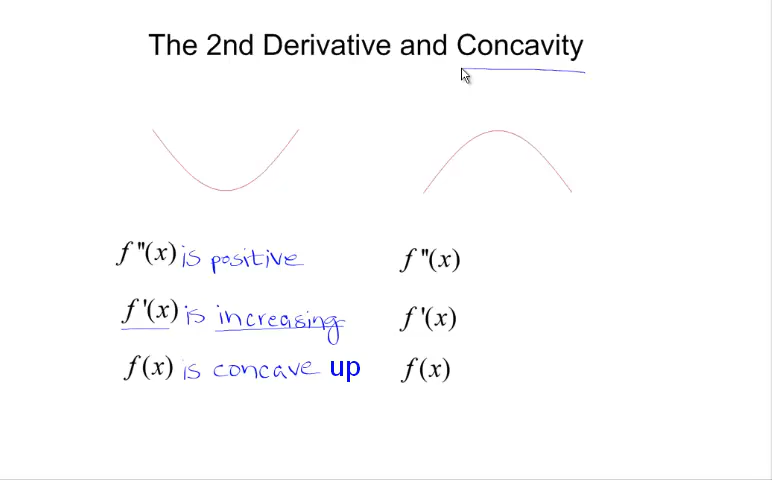 The 2nd Derivative and Concavity
f "(x) is positive
f "(x)
f '(x) is increasing
f '(x)
f(x) is concave up
f(x)